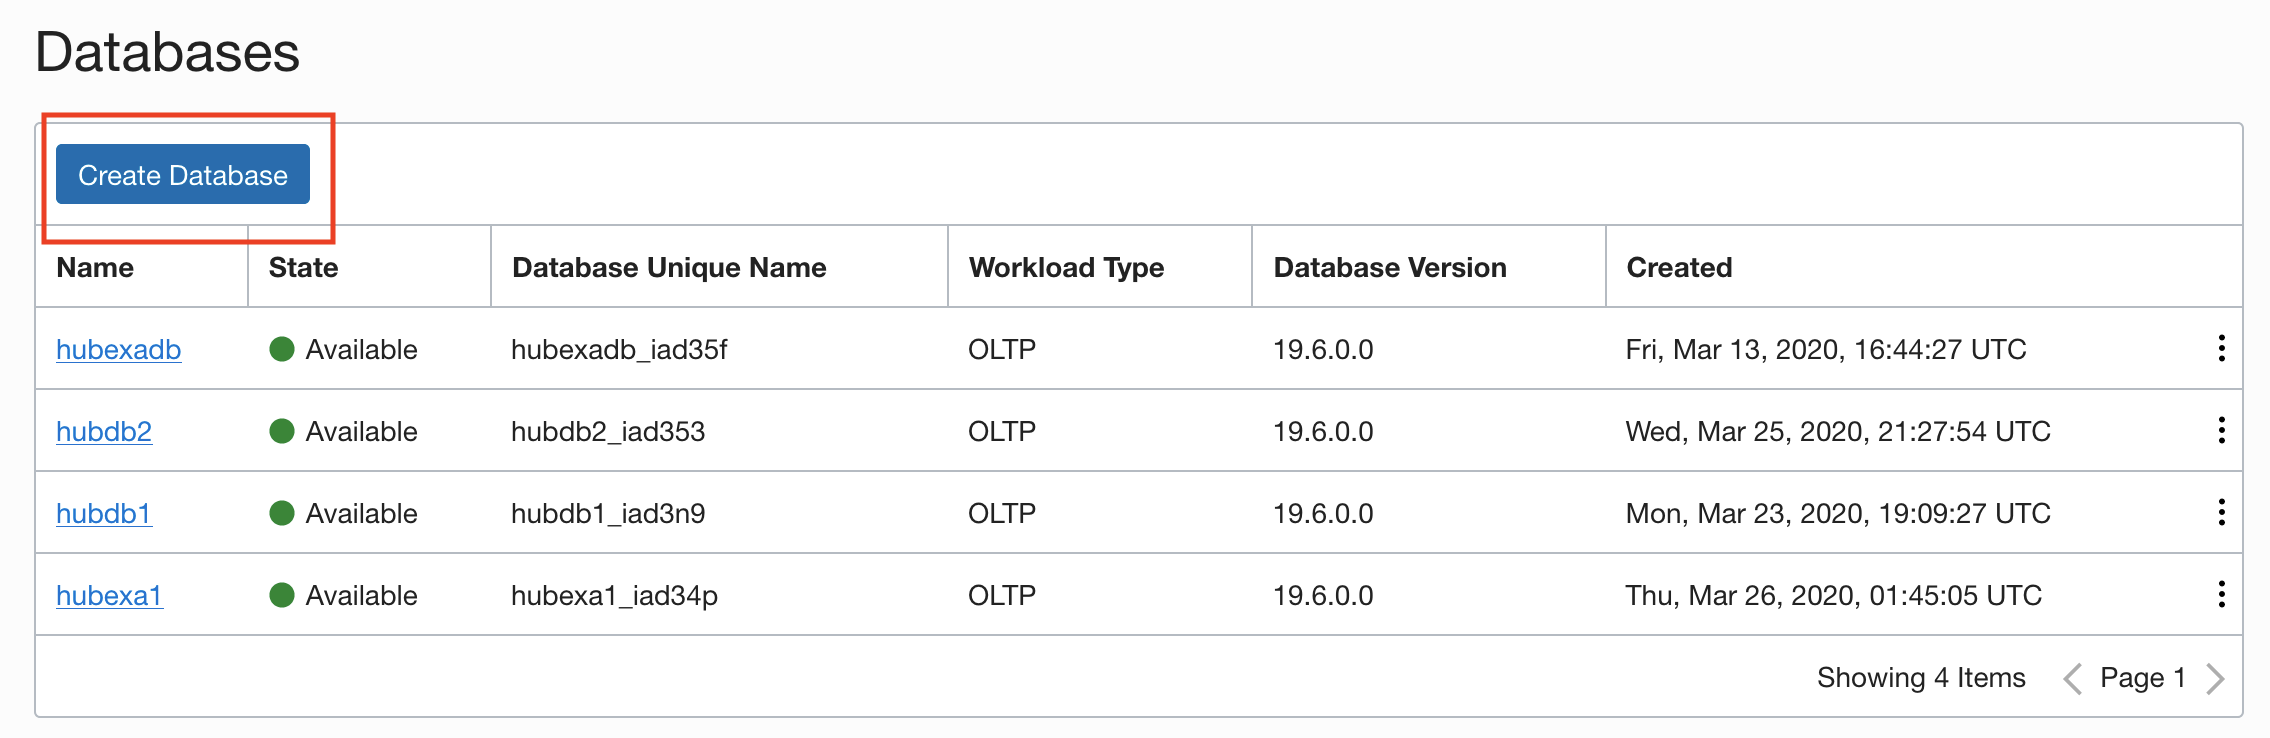 Databases
Create Database
Name State Database Unique Name Workload Type Database Version Created
hubexadb Available hubexadb_iad35f OLTP 19.6.0.0 Fri, Mar 13, 2020, 16:44:27 UTC
hubdb2 Available hubdb2_iad353 OLTP 19.6.0.0 Wed, Mar 25, 2020, 21:27:54 UTC
hubdb1 Available hubdb1_iad3n9 OLTP 19.6.0.0 Mon, Mar 23, 2020, 19:09:27 UTC
hubexa1 Available hubexa1_iad34p OLTP 19.6.0.0 Thu, Mar 26, 2020, 01:45:05 UTC
Showing 4 Items Page 1